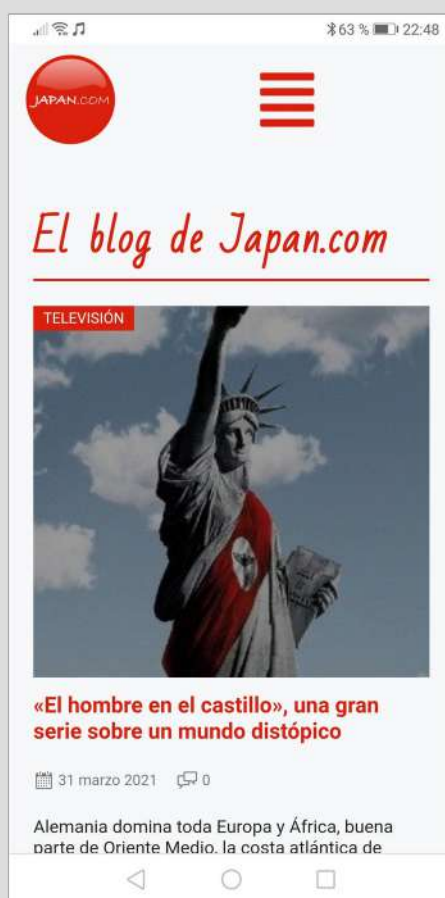 63 % 22:48
JAPAN.COM
El blog de Japan.com
TELEVISIÓN
«El hombre en el castillo», una gran
serie sobre un mundo distópico
31 marzo 2021 0
Alemania domina toda Europa y África, buena
parte de Oriente Medio, la costa atlántica de